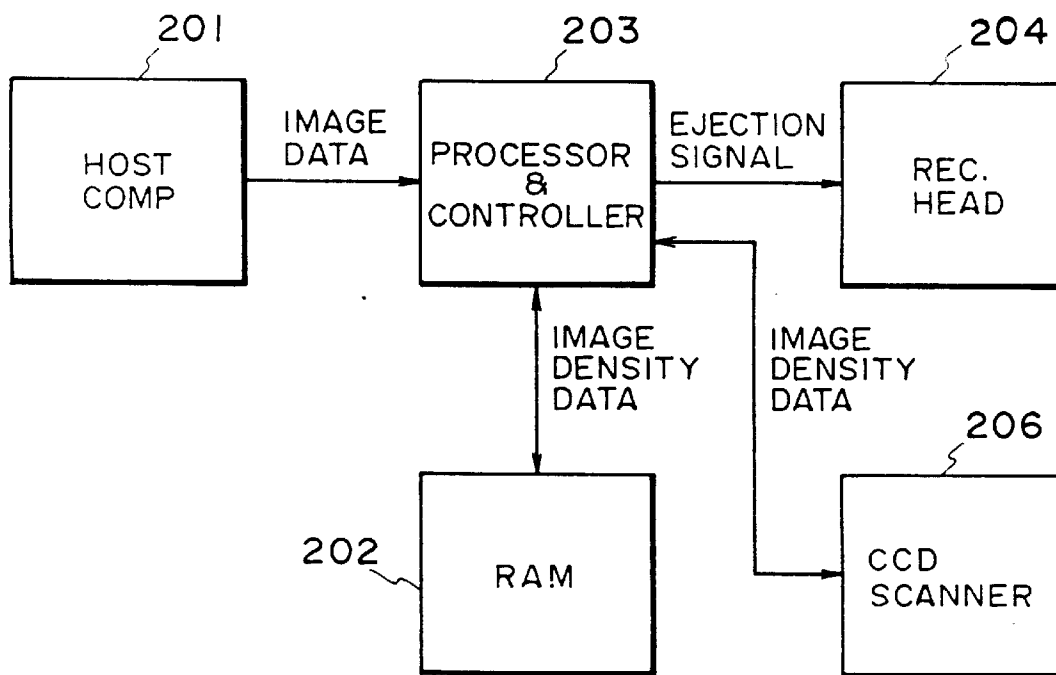 201
203
204
HOST
COMP
IMAGE
DATA
PROCESSOR
&
CONTROLLER
EJECTION
SIGNAL
REC.
HEAD
IMAGE
DENSITY
DATA
IMAGE
DENSITY
DATA
206
202
RAM
CCD
SCANNER